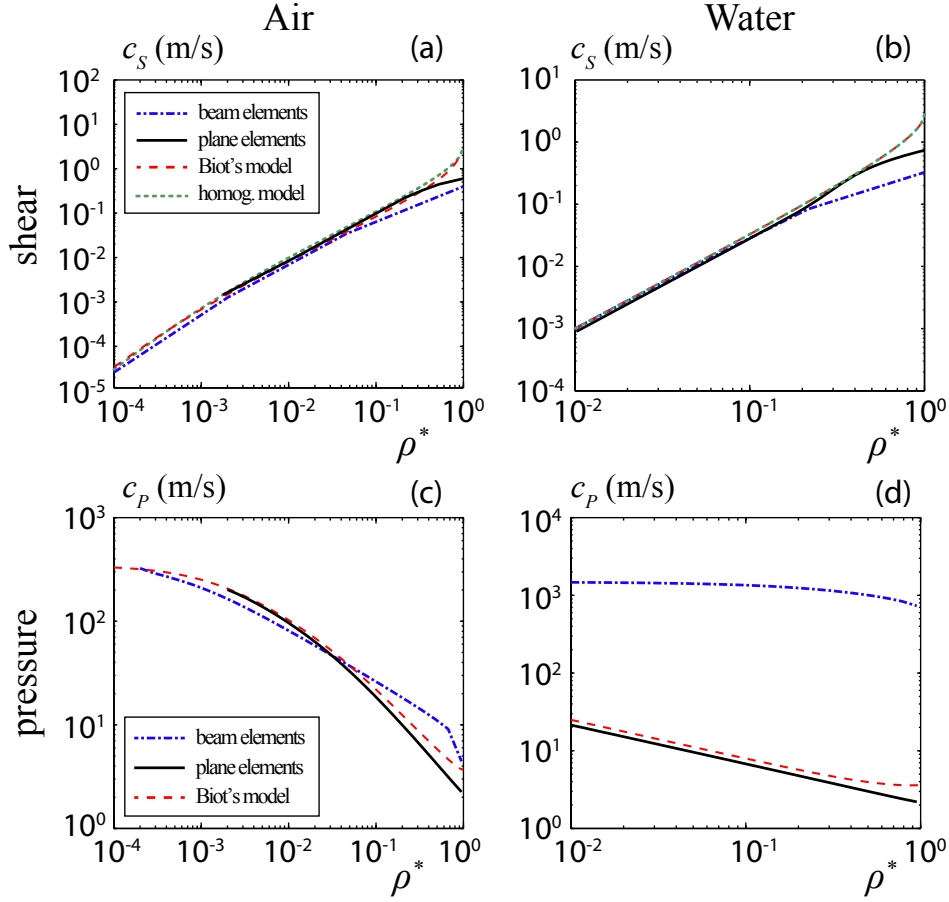 Air
Water
c_S (m/s)
(a)
10^2
10^1
10^0
10^-1
10^-2
10^-3
10^-4
10^-5
shear
beam elements
plane elements
Biot's model
homog. model
10^-4
10^-3
10^-2
10^-1
10^0
ρ*
c_S (m/s)
(b)
10^1
10^0
10^-1
10^-2
10^-3
10^-4
10^-2
10^-1
10^0
ρ*
c_P (m/s)
(c)
10^3
10^2
10^1
10^0
pressure
beam elements
plane elements
Biot's model
10^-4
10^-3
10^-2
10^-1
10^0
ρ*
c_P (m/s)
(d)
10^4
10^3
10^2
10^1
10^0
10^-2
10^-1
10^0
ρ*